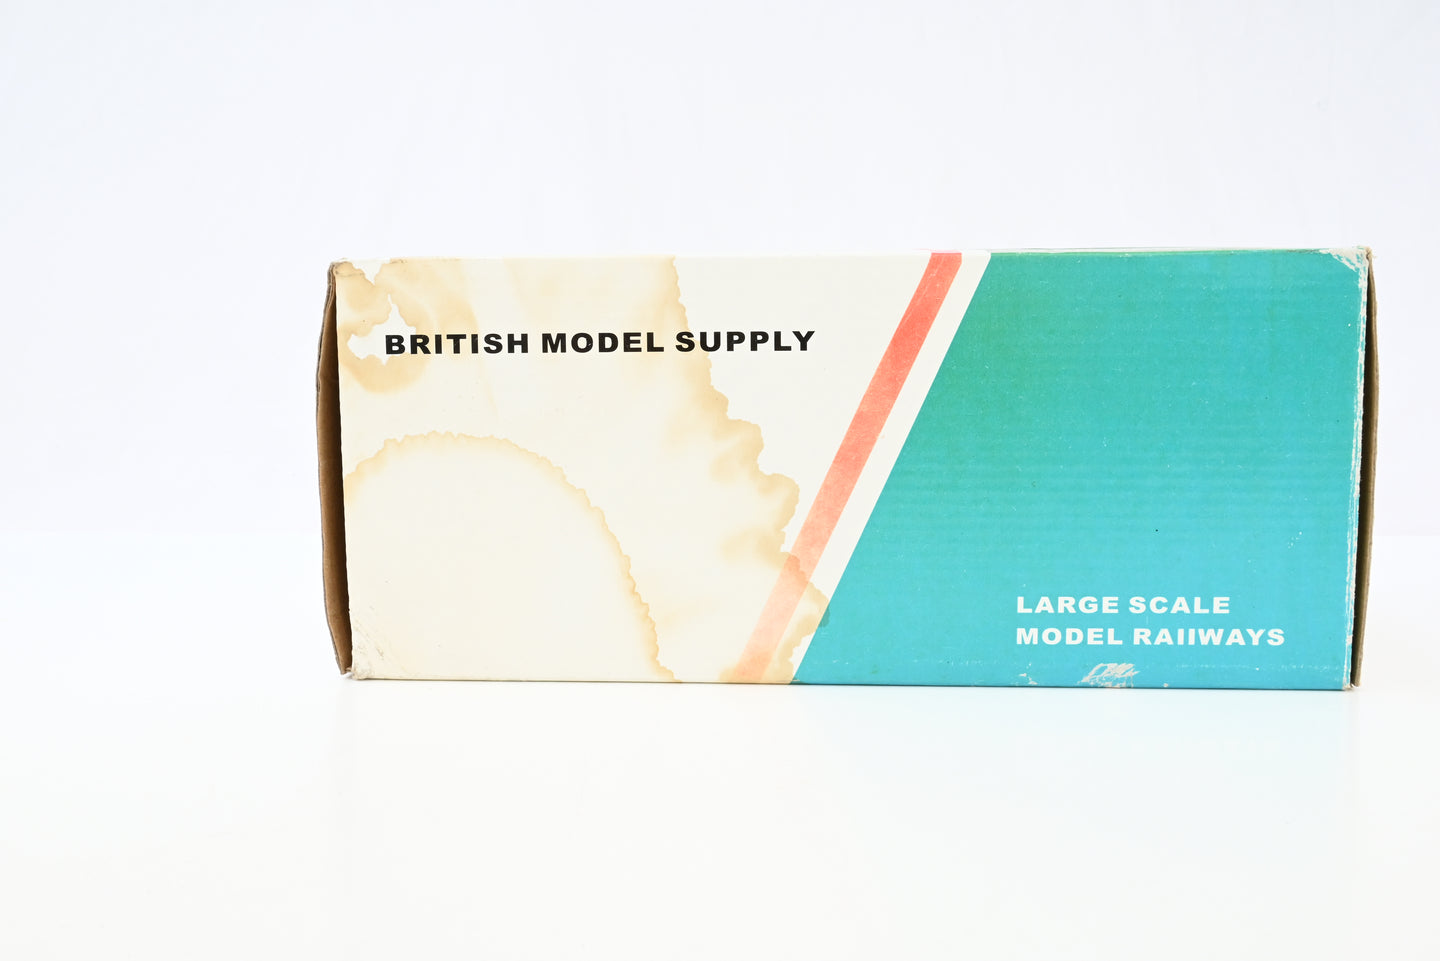 BRITISH MODEL SUPPLY
LARGE SCALE
MODEL RAIIWAYS